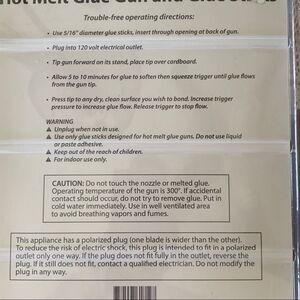 Hot Melt Glue Gun and Glue Sticks
Trouble-free operating directions:
• Use 5/16" diameter glue sticks, insert through opening at back of gun.
• Plug into 120 volt electrical outlet.
• Tip gun forward on its stand, place tip over cardboard.
• Allow 5 to 10 minutes for glue to soften then squeeze trigger until glue flows
from the gun tip.
• Press tip to any dry, clean surface you wish to bond. Increase trigger
pressure to increase glue flow. Release trigger to stop flow.
WARNING
Unplug when not in use.
Use only glue sticks designed for hot melt glue guns. Do not use liquid
or paste adhesive.
Keep out of the reach of children.
For indoor use only.
CAUTION: Do not touch the nozzle or melted glue.
Operating temperature of the gun is 300°. If accidental
contact should occur, do not try to remove glue. Put in
cold water immediately. Use in well ventilated area
to avoid breathing vapors and fumes.
This appliance has a polarized plug (one blade is wider than the other).
To reduce the risk of electric shock, this plug is intended to fit in a polarized
outlet only one way. If the plug does not fit fully in the outlet, reverse the
plug. If it still does not fit, contact a qualified electrician. Do not modify the
plug in any way.